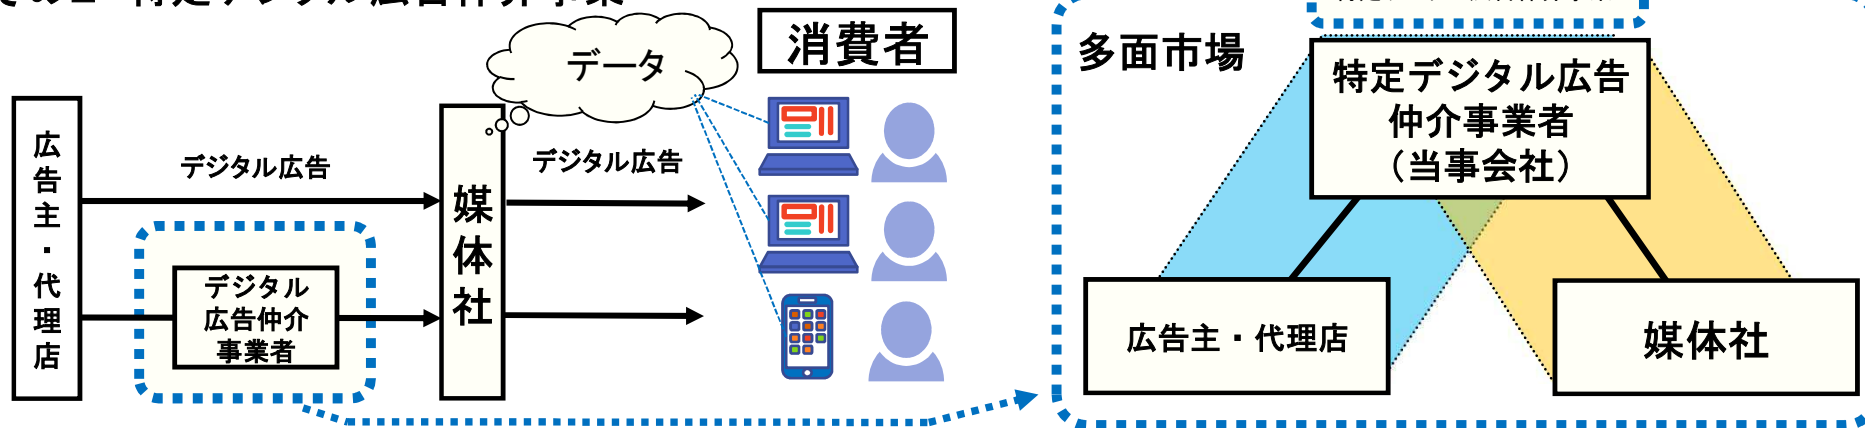 データ
消費者
広告主・代理店
デジタル広告
デジタル
広告仲介
事業者
媒体社
デジタル広告
多面市場
特定デジタル広告
仲介事業者
（当事会社）
広告主・代理店
媒体社